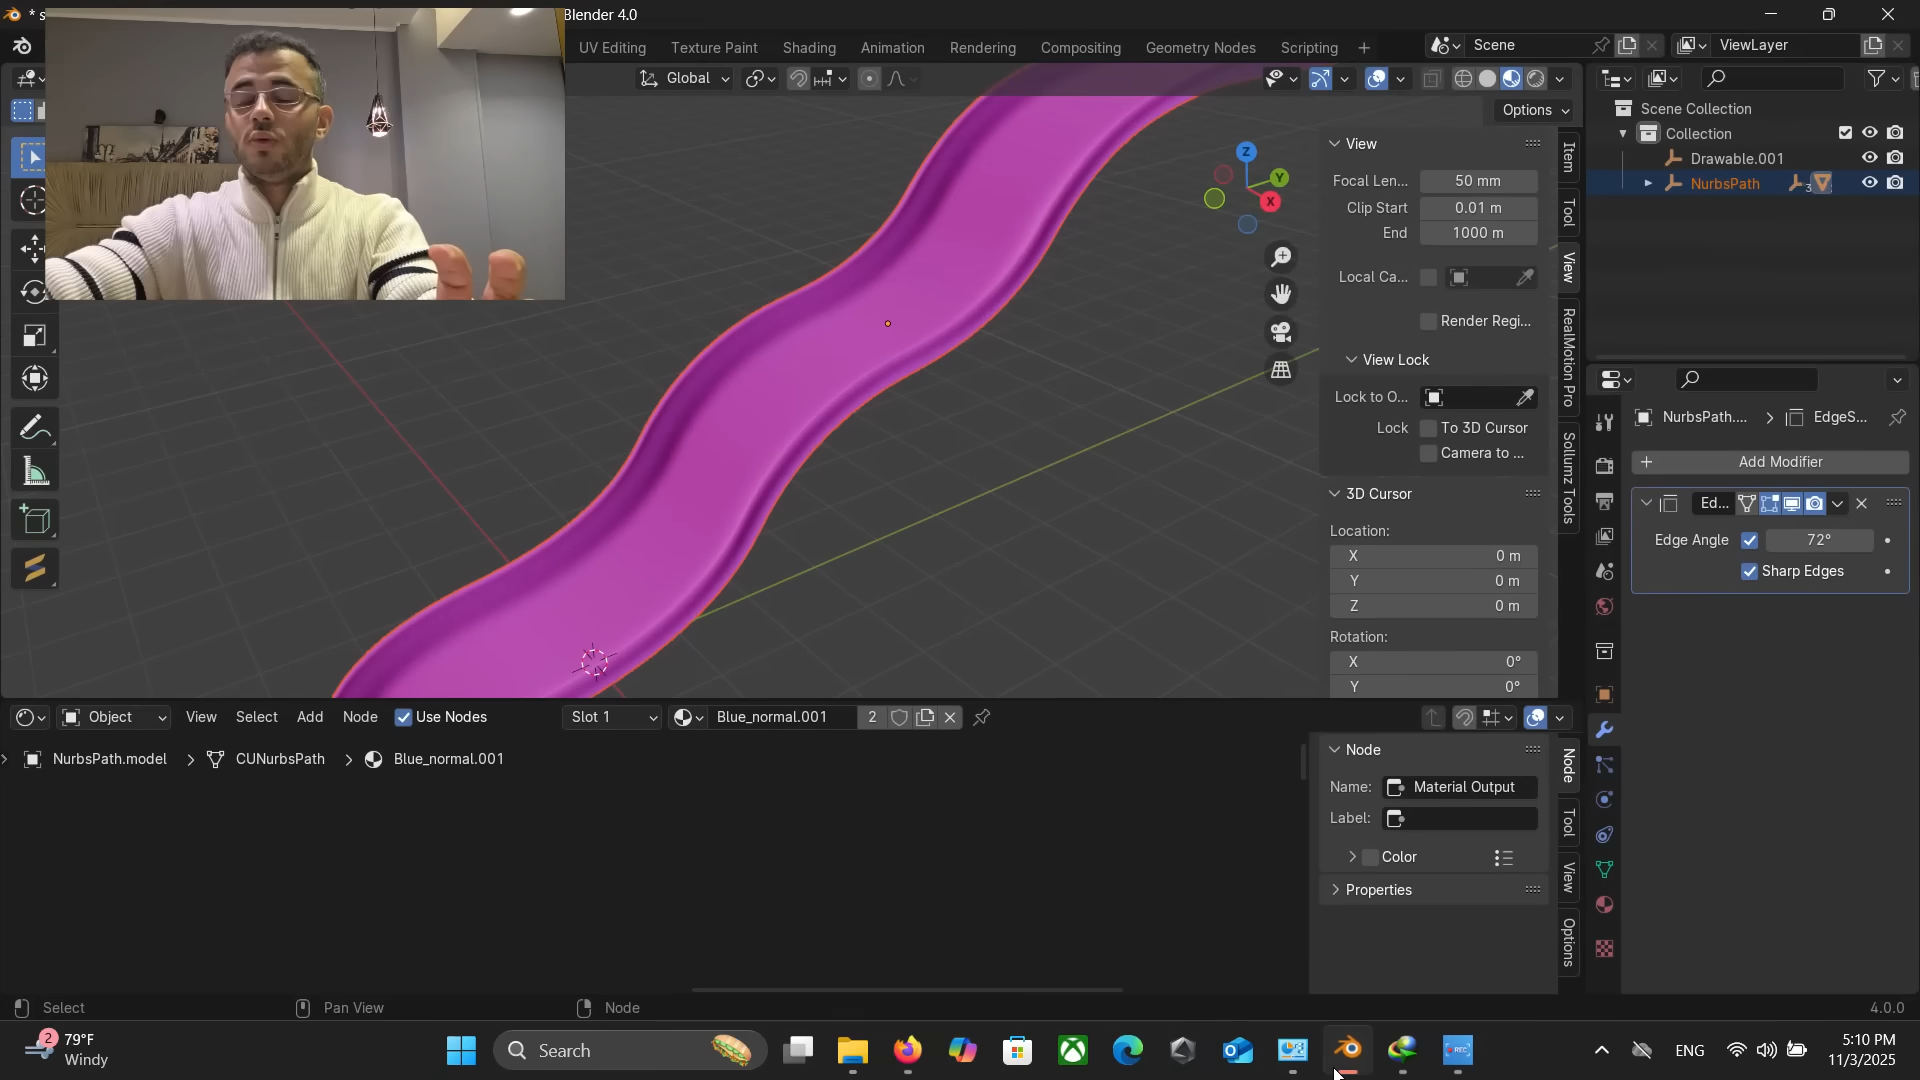 * s
Blender 4.0
UV Editing
Texture Paint
Shading
Animation
Rendering
Compositing
Geometry Nodes
Scripting
Scene
ViewLayer
Global
Options
Scene Collection
Collection
Drawable.001
NurbsPath
3
View
Focal Len...
50 mm
Clip Start
0.01 m
End
1000 m
Local Ca...
Render Regi...
View Lock
Lock to O...
Lock
To 3D Cursor
Camera to ...
3D Cursor
Location:
X
0 m
Y
0 m
Z
0 m
Rotation:
X
0°
Y
0°
Item
Tool
View
RealMotion Pro
Sollumz Tools
Z
Y
X
NurbsPath....
EdgeS...
Add Modifier
Ed...
Edge Angle
72°
Sharp Edges
Object
View
Select
Add
Node
Use Nodes
Slot 1
Blue_normal.001
2
NurbsPath.model
CUNurbsPath
Blue_normal.001
Node
Name:
Material Output
Label:
Color
Properties
Node
Tool
View
Options
Select
Pan View
Node
4.0.0
2
79°F
Windy
Search
REC
ENG
5:10 PM
11/3/2025